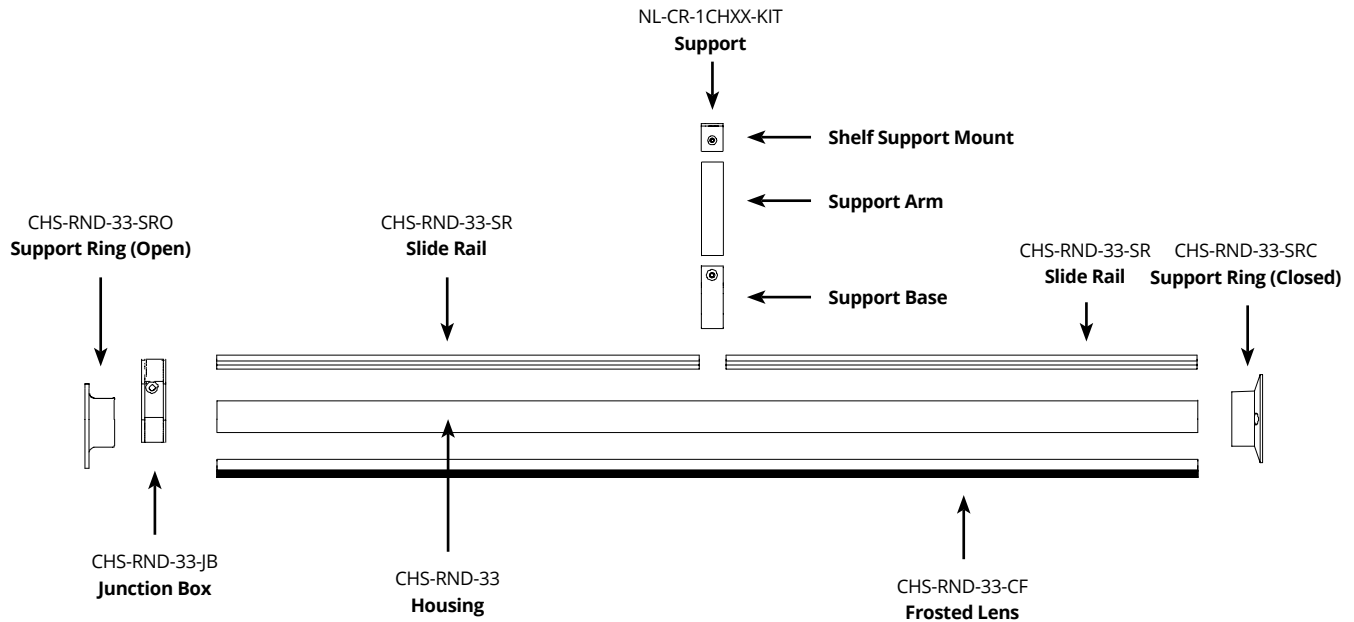 NL-CR-1CHXX-KIT
Support
Shelf Support Mount
Support Arm
Support Base
CHS-RND-33-SRO
Support Ring (Open)
CHS-RND-33-SR
Slide Rail
CHS-RND-33-SR
Slide Rail
CHS-RND-33-SRC
Support Ring (Closed)
CHS-RND-33-JB
Junction Box
CHS-RND-33
Housing
CHS-RND-33-CF
Frosted Lens